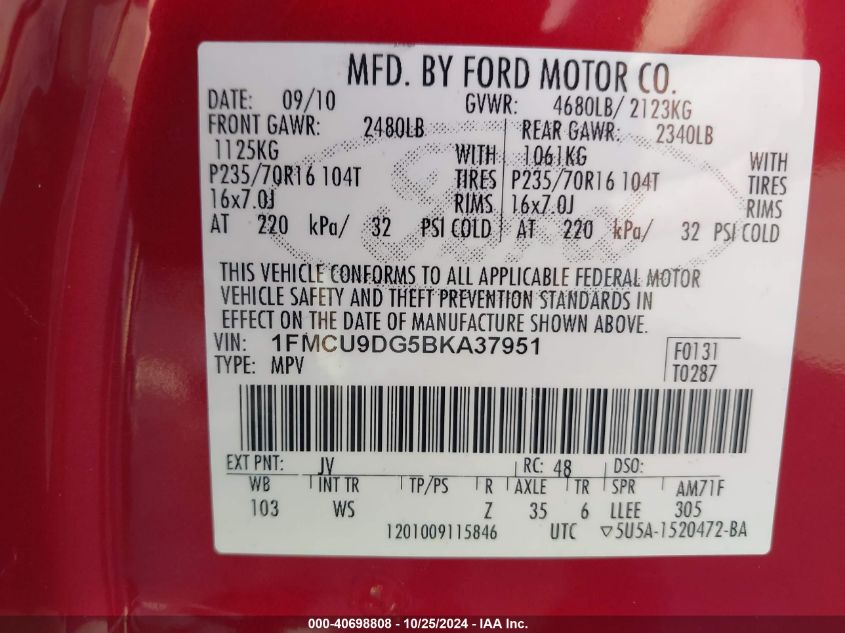 MFD. BY FORD MOTOR CO.
DATE: 09/10 GVWR: 4680LB/ 2123KG
FRONT GAWR: 2480LB REAR GAWR: 2340LB
1125KG WITH 1061KG WITH
P235/70R16 104T TIRES P235/70R16 104T TIRES
16x7.0J RIMS 16x7.0J RIMS
AT 220 kPa/ 32 PSI COLD AT 220 kPa/ 32 PSI COLD
THIS VEHICLE CONFORMS TO ALL APPLICABLE FEDERAL MOTOR
VEHICLE SAFETY AND THEFT PREVENTION STANDARDS IN
EFFECT ON THE DATE OF MANUFACTURE SHOWN ABOVE.
VIN: 1FMCU9DG5BKA37951 F0131
TYPE: MPV T0287
EXT PNT: JV RC: 48 DSO:
WB INT TR TP/PS R AXLE TR SPR AM71F
103 WS Z 35 6 LLEE 305
1201009115846 UTC ▽5U5A-1520472-BA
000-40698808 - 10/25/2024 - IAAI Inc.